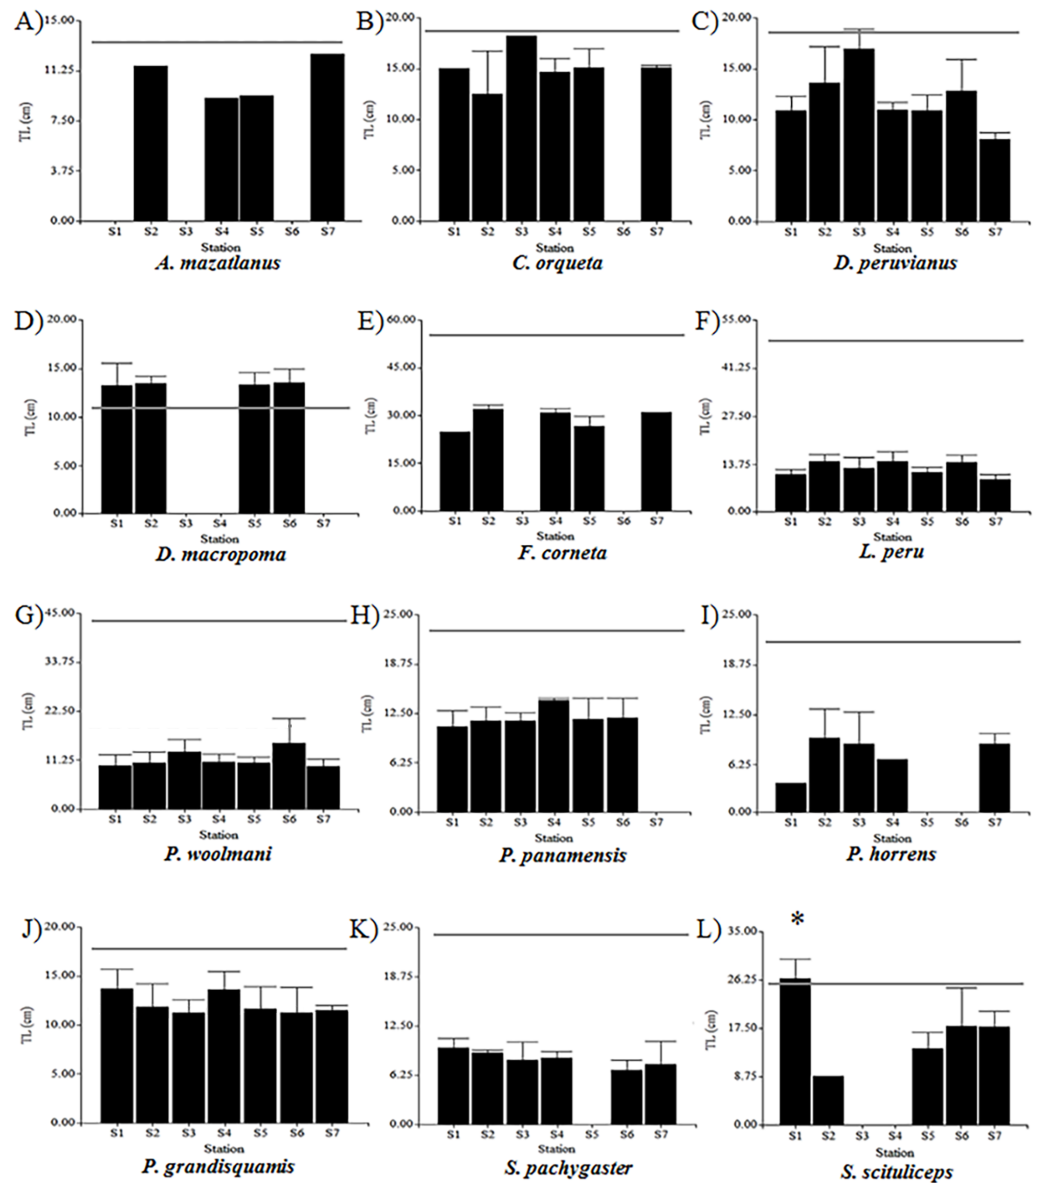 A)
15.00
11.25
7.50
3.75
0.00
TL (cm)
S1 S2 S3 S4 S5 S6 S7
Station
A. mazatlanus
B)
20.00
15.00
10.00
5.00
0.00
TL (cm)
S1 S2 S3 S4 S5 S6 S7
Station
C. orqueta
C)
20.00
15.00
10.00
5.00
0.00
TL (cm)
S1 S2 S3 S4 S5 S6 S7
Station
D. peruvianus
D)
20.00
15.00
10.00
5.00
0.00
TL (cm)
S1 S2 S3 S4 S5 S6 S7
Station
D. macropoma
E)
60.00
45.00
30.00
15.00
0.00
TL (cm)
S1 S2 S3 S4 S5 S6 S7
Station
F. corneta
F)
55.00
41.25
27.50
13.75
0.00
TL (cm)
S1 S2 S3 S4 S5 S6 S7
Station
L. peru
G)
45.00
33.75
22.50
11.25
0.00
TL (cm)
S1 S2 S3 S4 S5 S6 S7
Station
P. woolmani
H)
25.00
18.75
12.50
6.25
0.00
TL (cm)
S1 S2 S3 S4 S5 S6 S7
Station
P. panamensis
I)
25.00
18.75
12.50
6.25
0.00
TL (cm)
S1 S2 S3 S4 S5 S6 S7
Station
P. horrens
J)
20.00
15.00
10.00
5.00
0.00
TL (cm)
S1 S2 S3 S4 S5 S6 S7
Station
P. grandisquamis
K)
25.00
18.75
12.50
6.25
0.00
TL (cm)
S1 S2 S3 S4 S5 S6 S7
Station
S. pachygaster
L)
*
35.00
26.25
17.50
8.75
0.00
TL (cm)
S1 S2 S3 S4 S5 S6 S7
Station
S. scituliceps